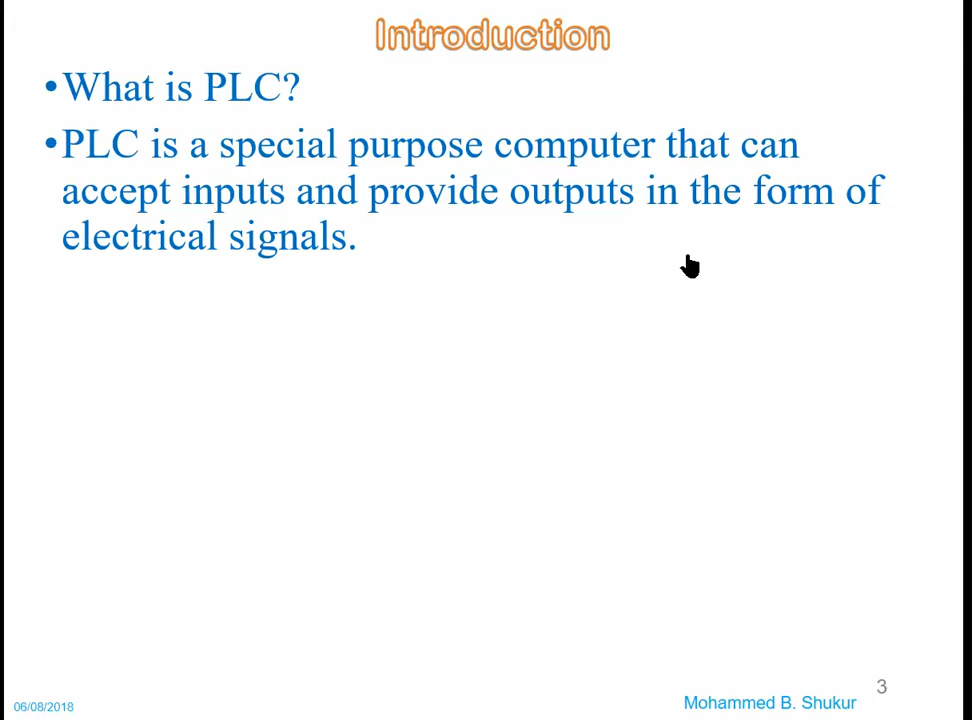 Introduction
•What is PLC?
•PLC is a special purpose computer that can
accept inputs and provide outputs in the form of
electrical signals.
3
Mohammed B. Shukur
06/08/2018